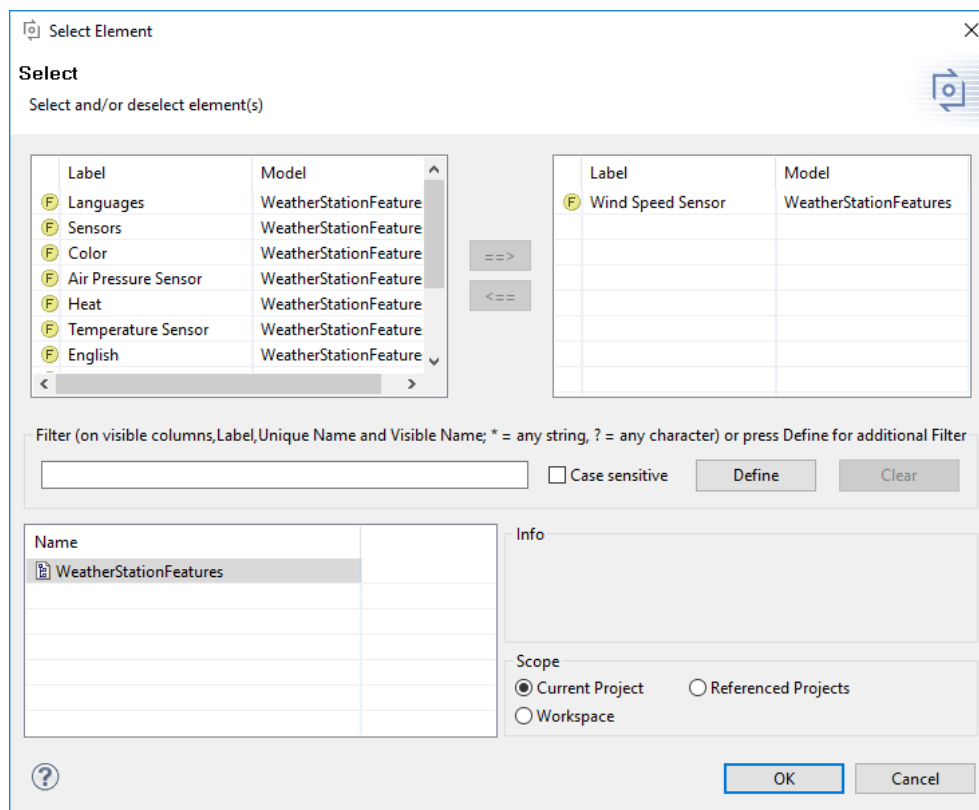 Select Element
Select
Select and/or deselect element(s)
Label Model
F Languages WeatherStationFeature
F Sensors WeatherStationFeature
F Color WeatherStationFeature
F Air Pressure Sensor WeatherStationFeature
F Heat WeatherStationFeature
F Temperature Sensor WeatherStationFeature
F English WeatherStationFeature
==>
<==
Label Model
F Wind Speed Sensor WeatherStationFeatures
Filter (on visible columns,Label,Unique Name and Visible Name; * = any string, ? = any character) or press Define for additional Filter
Case sensitive Define Clear
Name
WeatherStationFeatures
Info
Scope
Current Project Referenced Projects
Workspace
? OK Cancel